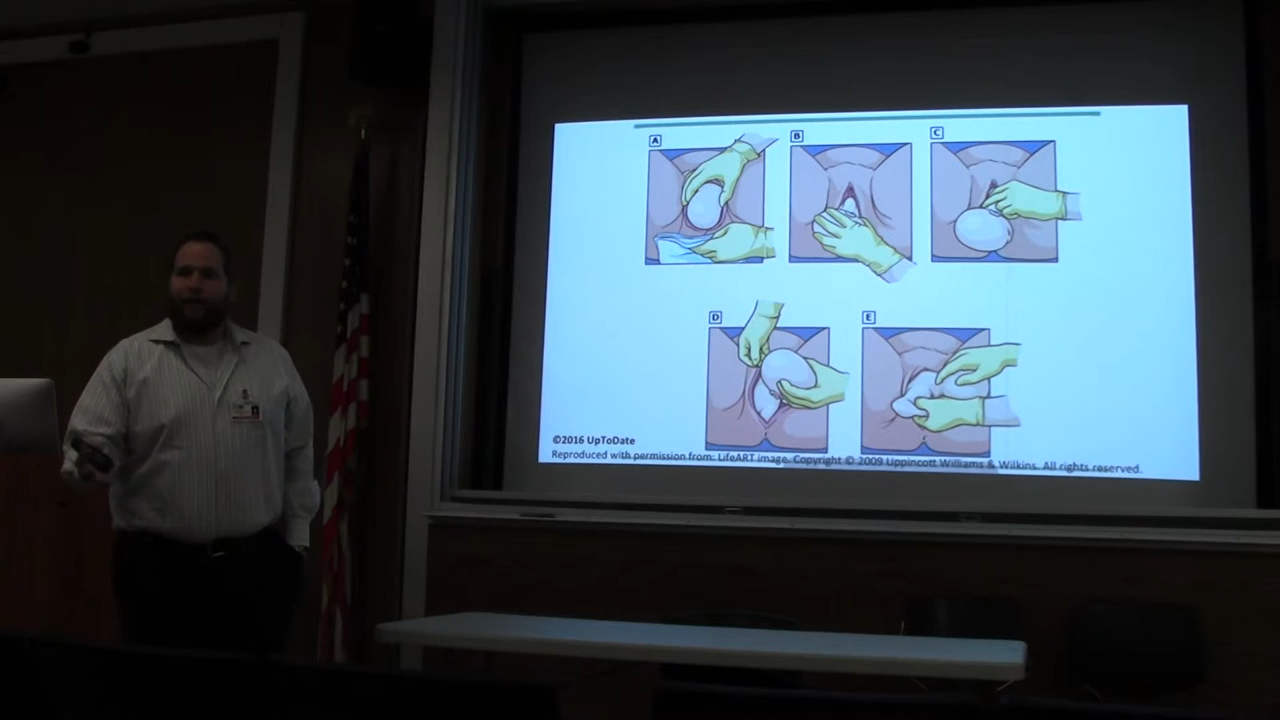 A
B
C
D
E
©2016 UpToDate
Reproduced with permission from: LifeART image. Copyright © 2009 Lippincott Williams & Wilkins. All rights reserved.